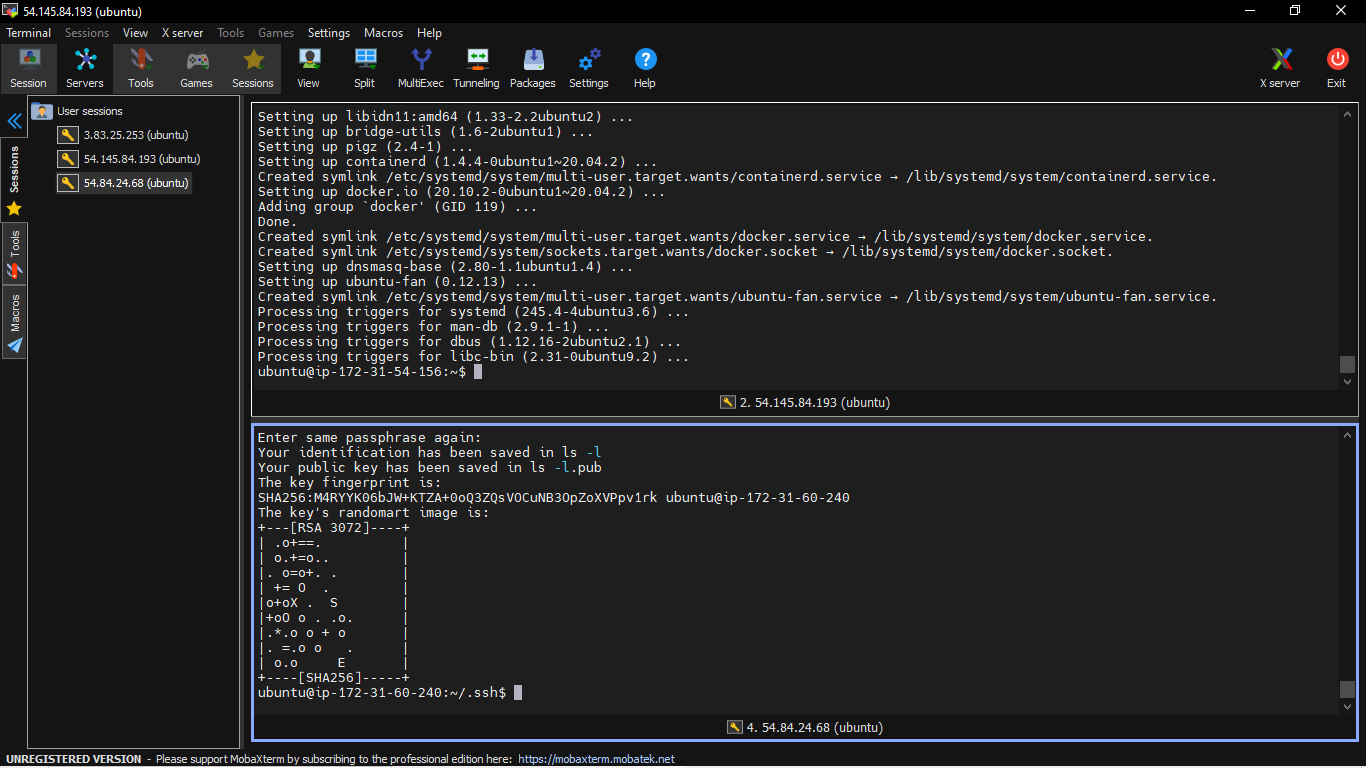 54.145.84.193 (ubuntu)
Terminal Sessions View X server Tools Games Settings Macros Help
Session Servers Tools Games Sessions View Split MultiExec Tunneling Packages Settings Help X server Exit
User sessions
3.83.25.253 (ubuntu)
54.145.84.193 (ubuntu)
54.84.24.68 (ubuntu)
Sessions
Tools
Macros
Setting up libidn11:amd64 (1.33-2.2ubuntu2) ...
Setting up bridge-utils (1.6-2ubuntu1) ...
Setting up pigz (2.4-1) ...
Setting up containerd (1.4.4-0ubuntu1~20.04.2) ...
Created symlink /etc/systemd/system/multi-user.target.wants/containerd.service → /lib/systemd/system/containerd.service.
Setting up docker.io (20.10.2-0ubuntu1~20.04.2) ...
Adding group `docker' (GID 119) ...
Done.
Created symlink /etc/systemd/system/multi-user.target.wants/docker.service → /lib/systemd/system/docker.service.
Created symlink /etc/systemd/system/sockets.target.wants/docker.socket → /lib/systemd/system/docker.socket.
Setting up dnsmasq-base (2.80-1.1ubuntu1.4) ...
Setting up ubuntu-fan (0.12.13) ...
Created symlink /etc/systemd/system/multi-user.target.wants/ubuntu-fan.service → /lib/systemd/system/ubuntu-fan.service.
Processing triggers for systemd (245.4-4ubuntu3.6) ...
Processing triggers for man-db (2.9.1-1) ...
Processing triggers for dbus (1.12.16-2ubuntu2.1) ...
Processing triggers for libc-bin (2.31-0ubuntu9.2) ...
ubuntu@ip-172-31-54-156:~$
2. 54.145.84.193 (ubuntu)
Enter same passphrase again:
Your identification has been saved in ls -l
Your public key has been saved in ls -l.pub
The key fingerprint is:
SHA256:M4RYYK06bJW+KTZA+0oQ3ZQsVOCuNB3OpZoXVPpv1rk ubuntu@ip-172-31-60-240
The key's randomart image is:
+---[RSA 3072]----+
| .o+==.          |
| o.+=o..         |
|. o=o+. .        |
| += O  .         |
|o+oX .  S        |
|+oO o . .o.      |
|.*.o o + o       |
|. =.o o   .      |
| o.o     E       |
+----[SHA256]-----+
ubuntu@ip-172-31-60-240:~/.ssh$
4. 54.84.24.68 (ubuntu)
UNREGISTERED VERSION - Please support MobaXterm by subscribing to the professional edition here: https://mobaxterm.mobatek.net